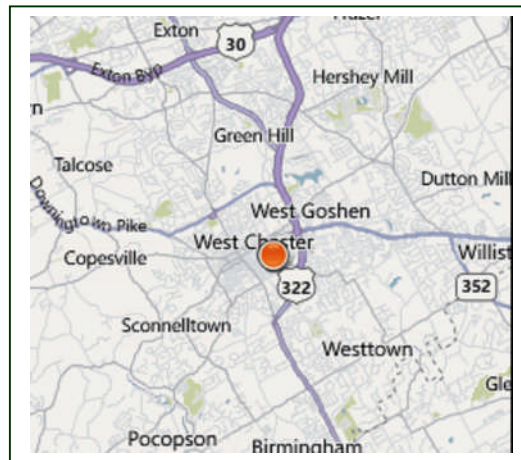 Exton
30
Exton Byp
Hershey Mill
Green Hill
Talcose
Dutton Mill
Downingtown Pike
West Goshen
West Chester
Copesville
322
352
Sconnelltown
Westtown
Pocopson
Birmingham